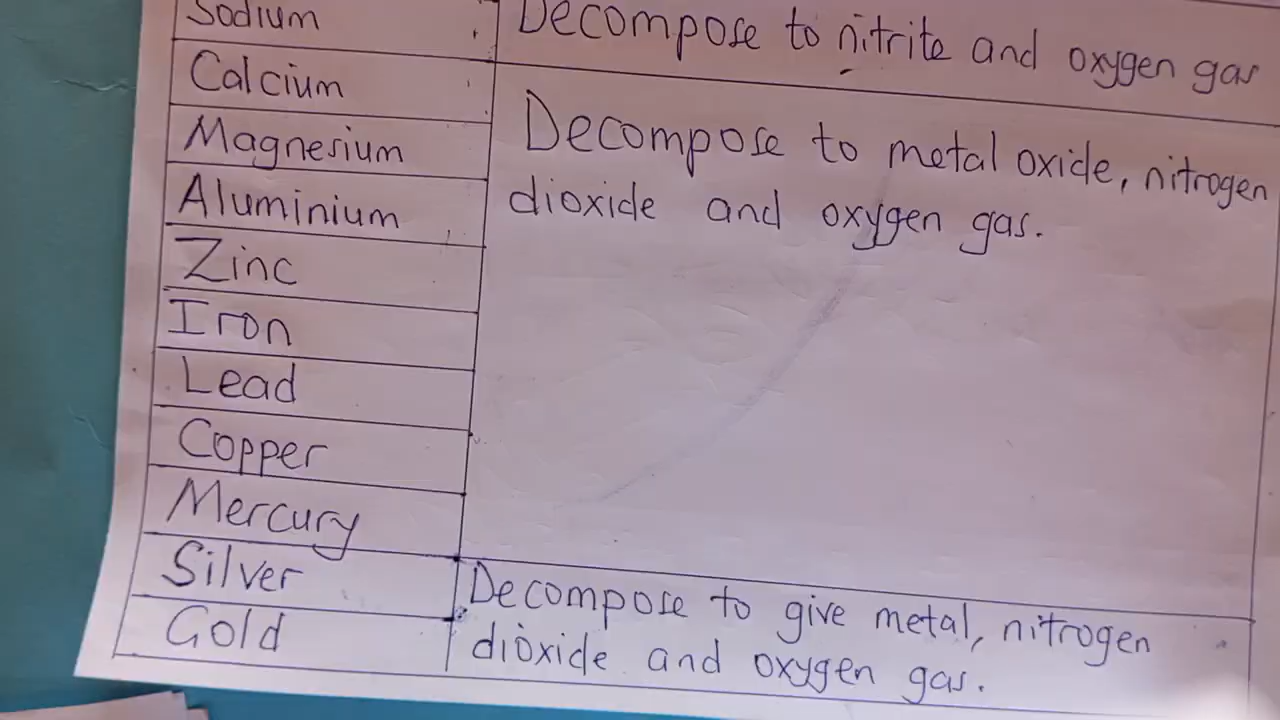 Sodium
Decompose to nitrite and oxygen gas
Calcium
Magnesium
Aluminium
Zinc
Iron
Lead
Copper
Mercury
Decompose to metal oxide, nitrogen
dioxide and oxygen gas.
Silver
Gold
Decompose to give metal, nitrogen
dioxide and oxygen gas.